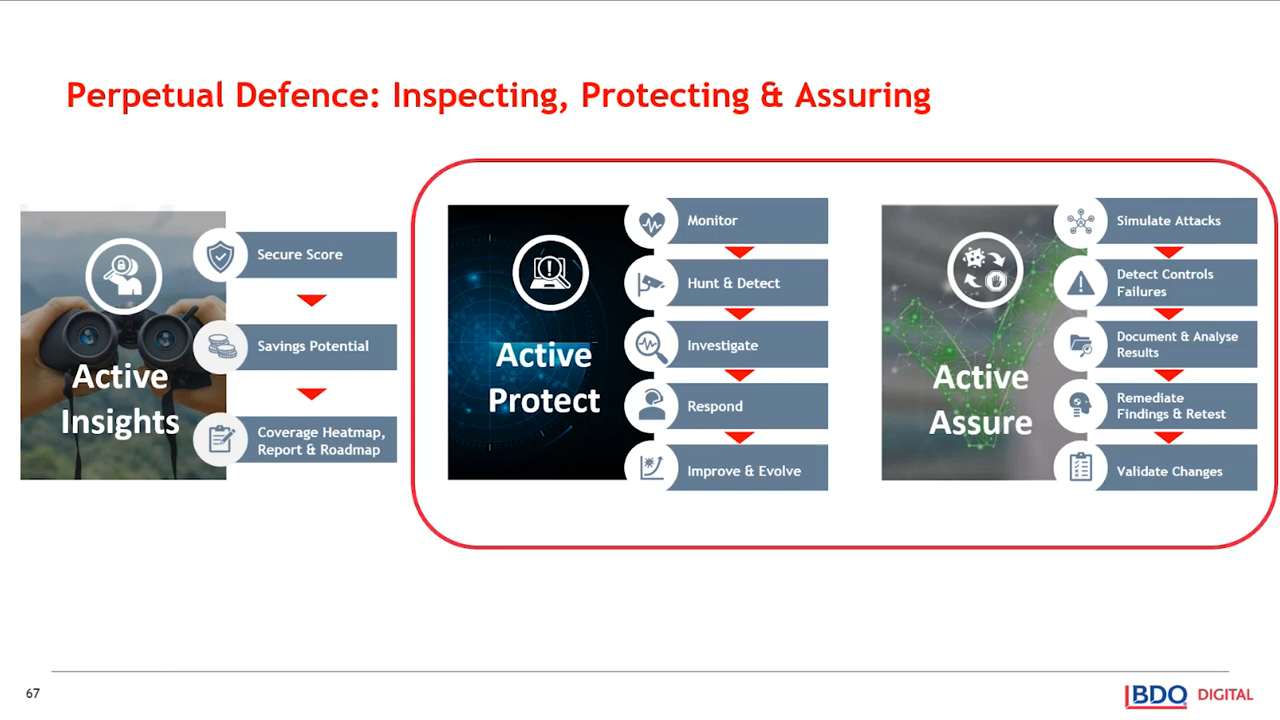 Perpetual Defence: Inspecting, Protecting & Assuring
Active
Insights
Secure Score
Savings Potential
Coverage Heatmap,
Report & Roadmap
Active
Protect
Monitor
Hunt & Detect
Investigate
Respond
Improve & Evolve
Active
Assure
Simulate Attacks
Detect Controls
Failures
Document & Analyse
Results
Remediate
Findings & Retest
Validate Changes
67
BDO DIGITAL